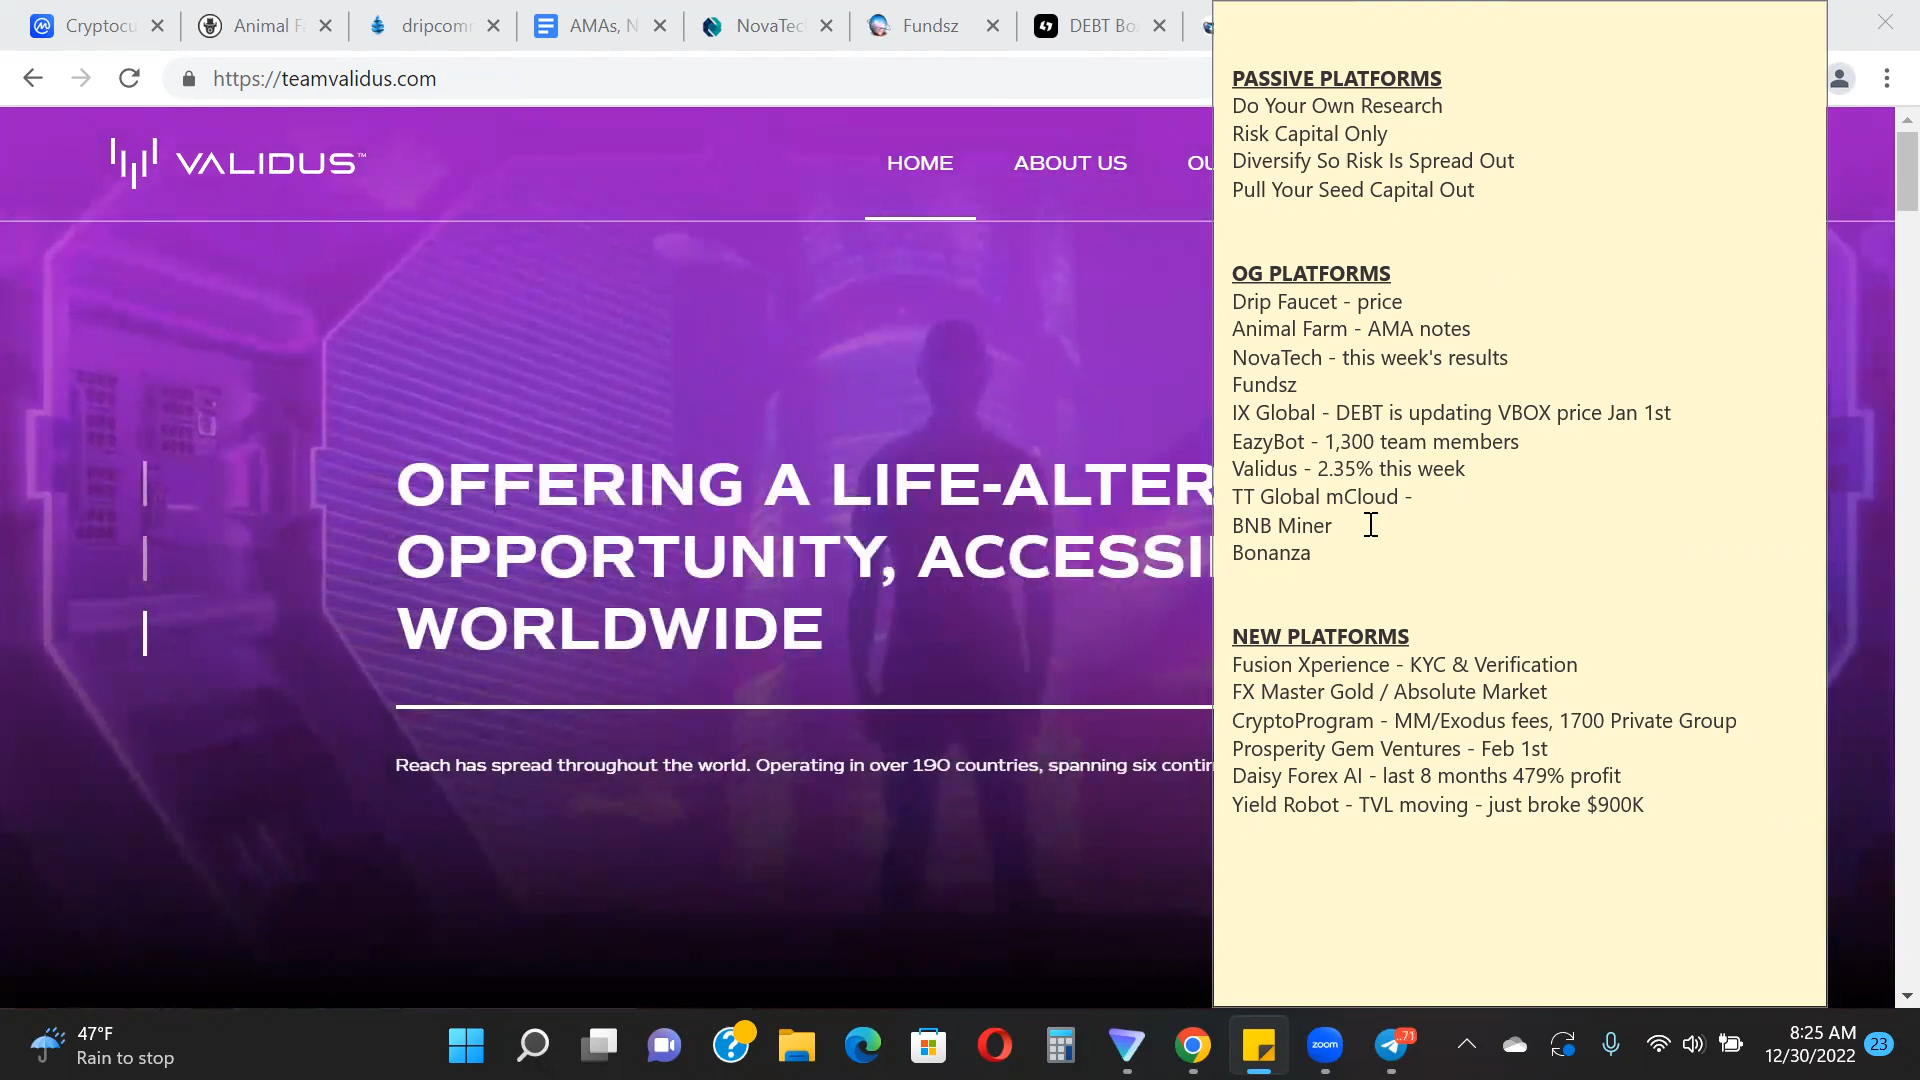 Cryptocu
Animal F
dripcomm
AMAs, N
NovaTec
Fundsz
DEBT Bo
https://teamvalidus.com
VALIDUS™
HOME
ABOUT US
OU
OFFERING A LIFE-ALTER
OPPORTUNITY, ACCESSI
WORLDWIDE
Reach has spread throughout the world. Operating in over 190 countries, spanning six contin
PASSIVE PLATFORMS
Do Your Own Research
Risk Capital Only
Diversify So Risk Is Spread Out
Pull Your Seed Capital Out
OG PLATFORMS
Drip Faucet - price
Animal Farm - AMA notes
NovaTech - this week's results
Fundsz
IX Global - DEBT is updating VBOX price Jan 1st
EazyBot - 1,300 team members
Validus - 2.35% this week
TT Global mCloud -
BNB Miner
Bonanza
NEW PLATFORMS
Fusion Xperience - KYC & Verification
FX Master Gold / Absolute Market
CryptoProgram - MM/Exodus fees, 1700 Private Group
Prosperity Gem Ventures - Feb 1st
Daisy Forex AI - last 8 months 479% profit
Yield Robot - TVL moving - just broke $900K
47°F
Rain to stop
zoom
..71
8:25 AM
12/30/2022
23